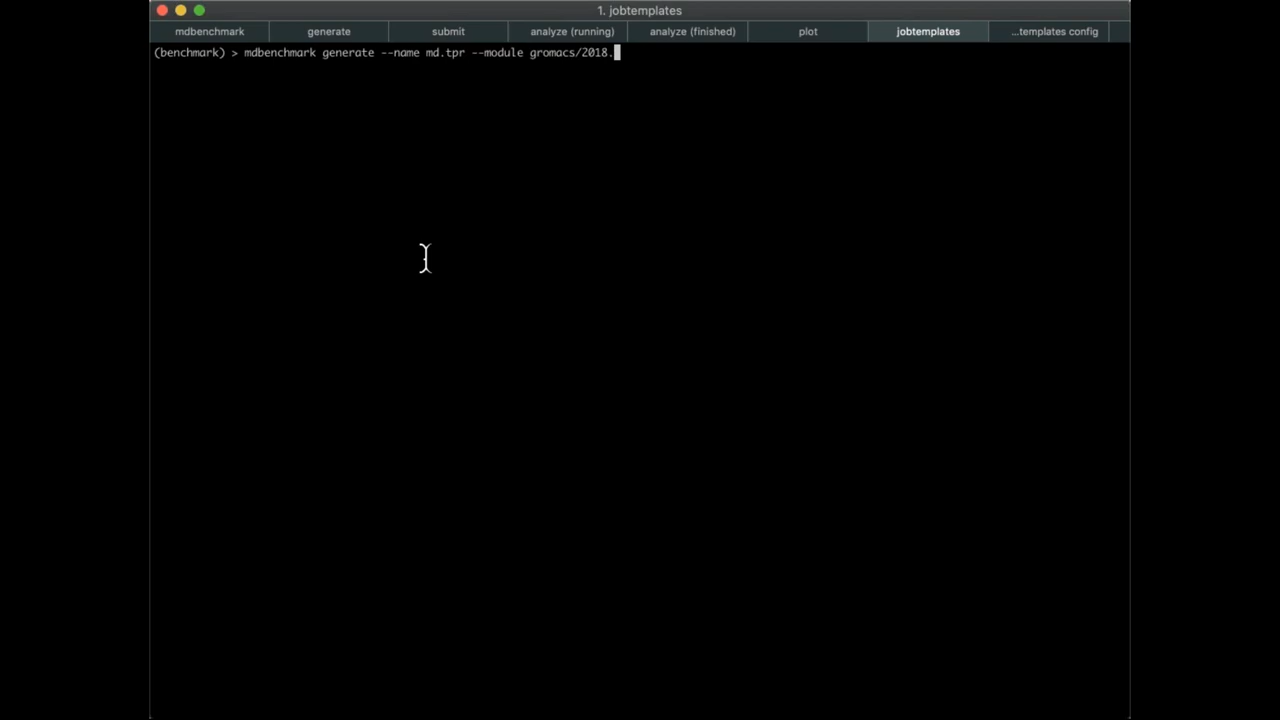 1. jobtemplates
mdbenchmark generate submit analyze (running) analyze (finished) plot jobtemplates ...templates config
(benchmark) > mdbenchmark generate --name md.tpr --module gromacs/2018.